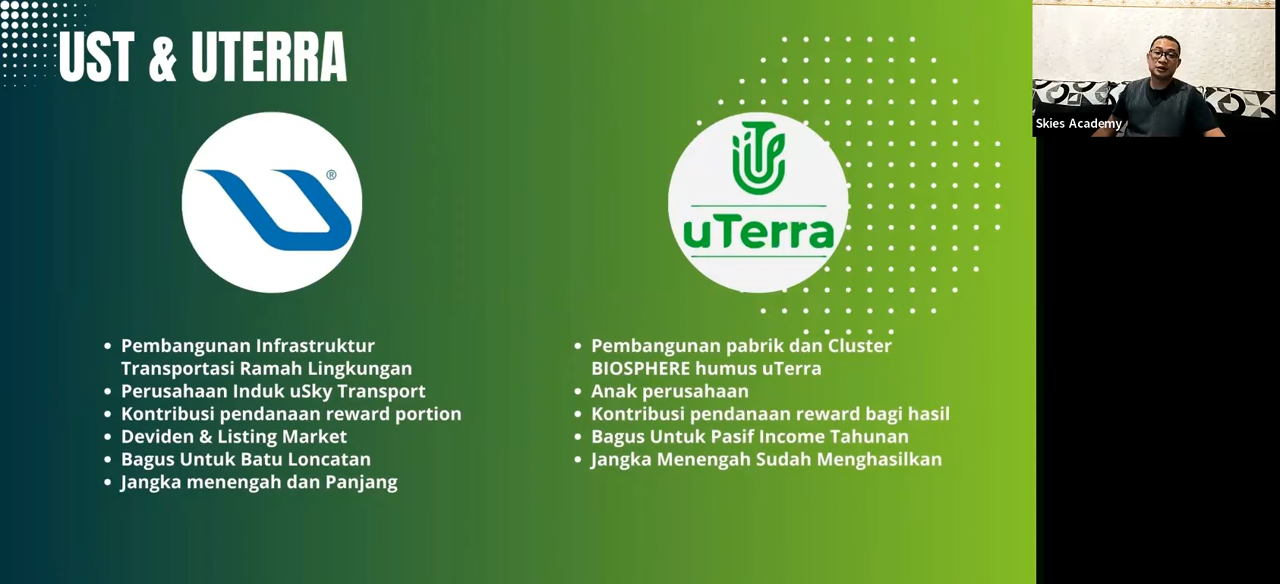 UST & UTERRA
Skies Academy
®
uTerra
Pembangunan Infrastruktur
Transportasi Ramah Lingkungan
Perusahaan Induk uSky Transport
Kontribusi pendanaan reward portion
Deviden & Listing Market
Bagus Untuk Batu Loncatan
Jangka menengah dan Panjang
Pembangunan pabrik dan Cluster
BIOSPHERE humus uTerra
Anak perusahaan
Kontribusi pendanaan reward bagi hasil
Bagus Untuk Pasif Income Tahunan
Jangka Menengah Sudah Menghasilkan